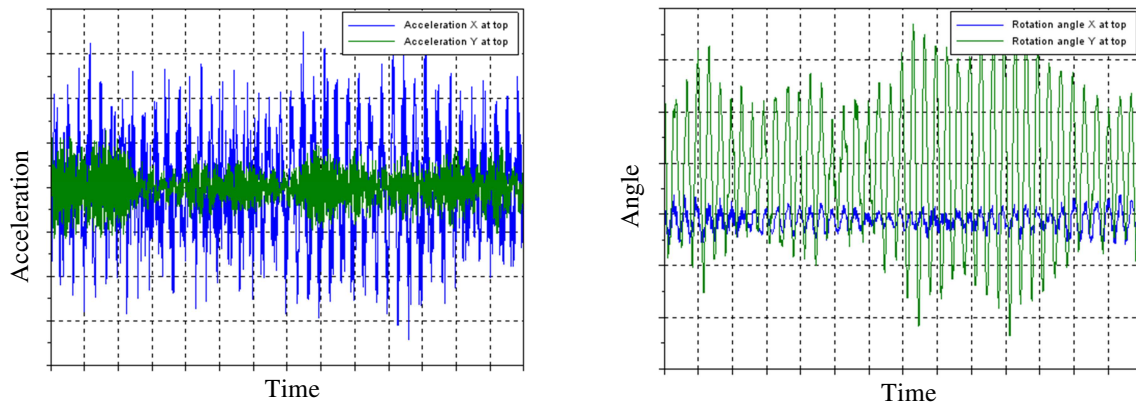 Acceleration X at top
Acceleration Y at top
Acceleration
Time
Rotation angle X at top
Rotation angle Y at top
Angle
Time